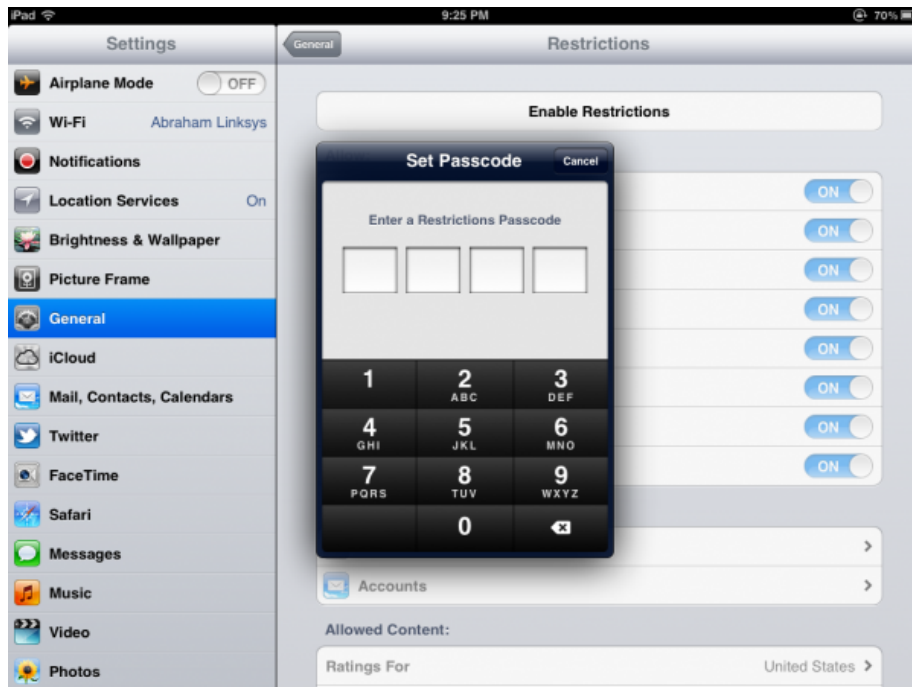 iPad 9:25 PM 70%
Settings
General Restrictions
Airplane Mode OFF
Wi-Fi Abraham Linksys
Notifications
Location Services On
Brightness & Wallpaper
Picture Frame
General
iCloud
Mail, Contacts, Calendars
Twitter
FaceTime
Safari
Messages
Music
Video
Photos
Enable Restrictions
ON
ON
ON
ON
ON
ON
ON
ON
Accounts
Allowed Content:
Ratings For United States
Set Passcode Cancel
Enter a Restrictions Passcode
1 2 ABC 3 DEF
4 GHI 5 JKL 6 MNO
7 PQRS 8 TUV 9 WXYZ
0